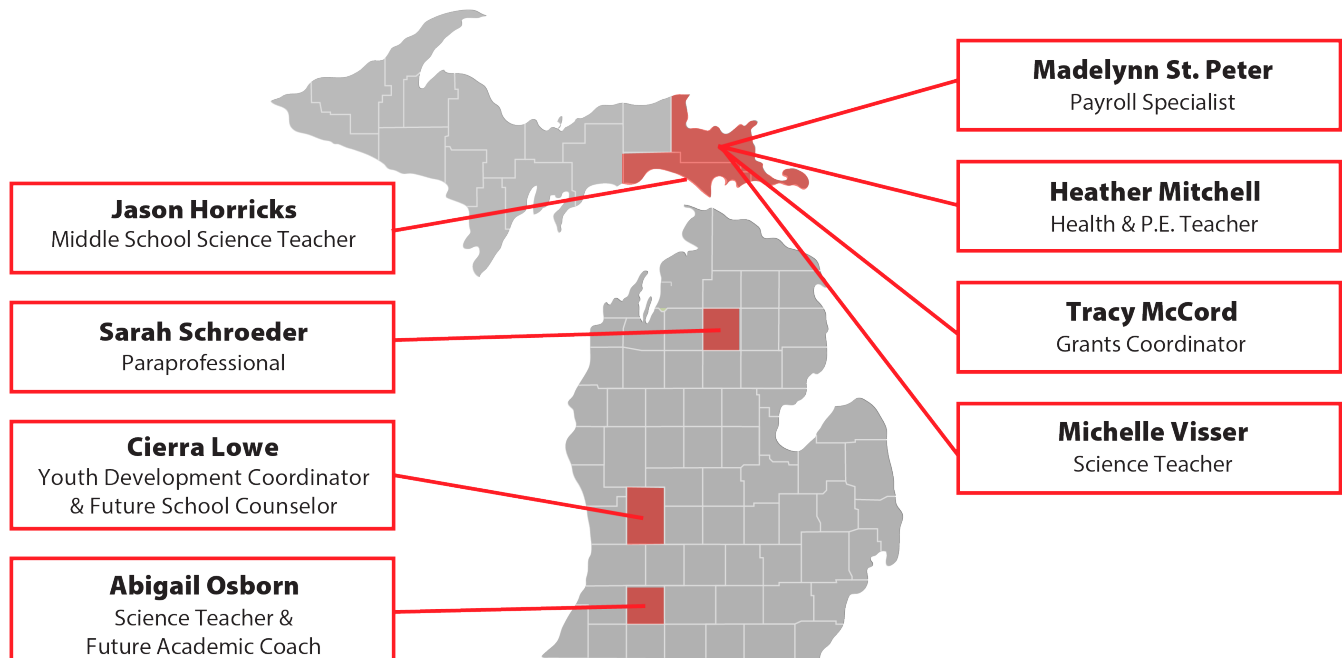 Madelynn St. Peter
Payroll Specialist
Jason Horricks
Middle School Science Teacher
Heather Mitchell
Health & P.E. Teacher
Sarah Schroeder
Paraprofessional
Tracy McCord
Grants Coordinator
Cierra Lowe
Youth Development Coordinator
& Future School Counselor
Michelle Visser
Science Teacher
Abigail Osborn
Science Teacher &
Future Academic Coach